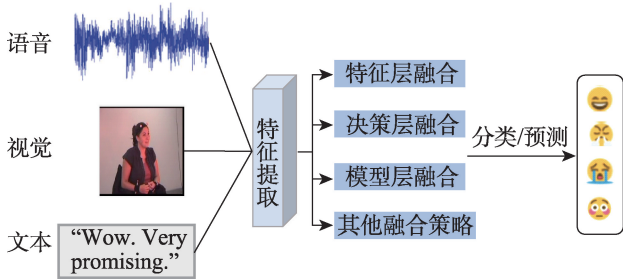 语音
视觉
文本
“Wow. Very
promising.”
特征提取
特征层融合
决策层融合
模型层融合
其他融合策略
分类/预测